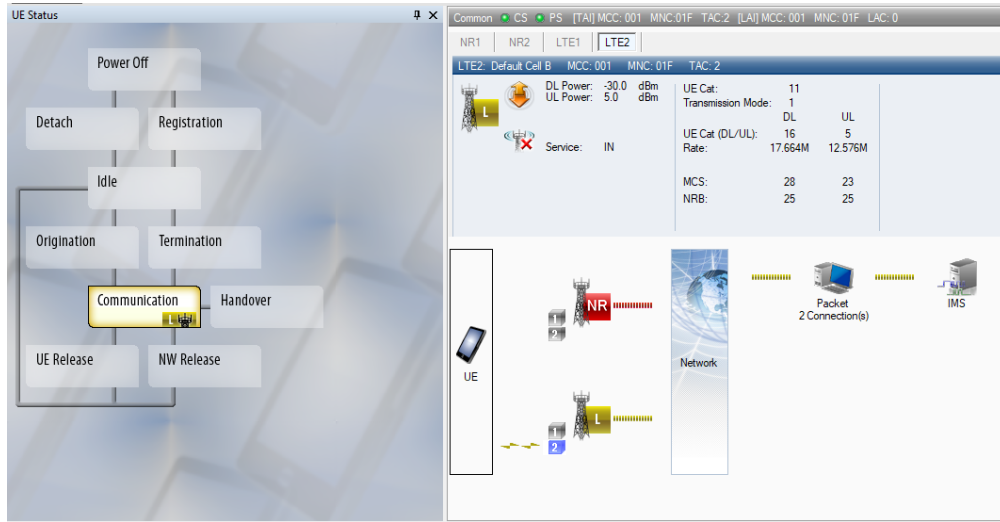 UE Status
Power Off
Detach
Registration
Idle
Origination
Termination
Communication
L
Handover
UE Release
NW Release
Common CS PS [TAI] MCC: 001 MNC:01F TAC:2 [LAI] MCC: 001 MNC: 01F LAC: 0
NR1 NR2 LTE1 LTE2
LTE2: Default Cell B MCC: 001 MNC: 01F TAC: 2
L
DL Power: -30.0 dBm
UL Power: 5.0 dBm
Service: IN
UE Cat: 11
Transmission Mode: 1
DL UL
UE Cat (DL/UL): 16 5
Rate: 17.664M 12.576M
MCS: 28 23
NRB: 25 25
UE
NR
1
2
L
1
2
Network
Packet
2 Connection(s)
IMS